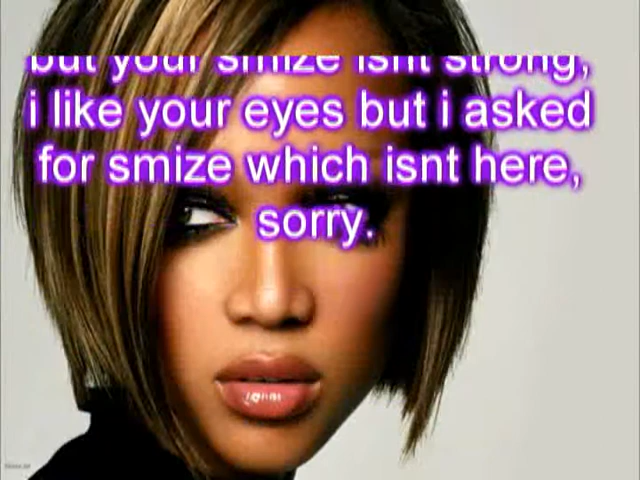 but your smize isnt strong,
i like your eyes but i asked
for smize which isnt here,
sorry.